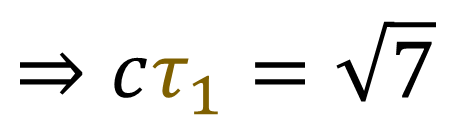 ⇒ cτ₁ = √7